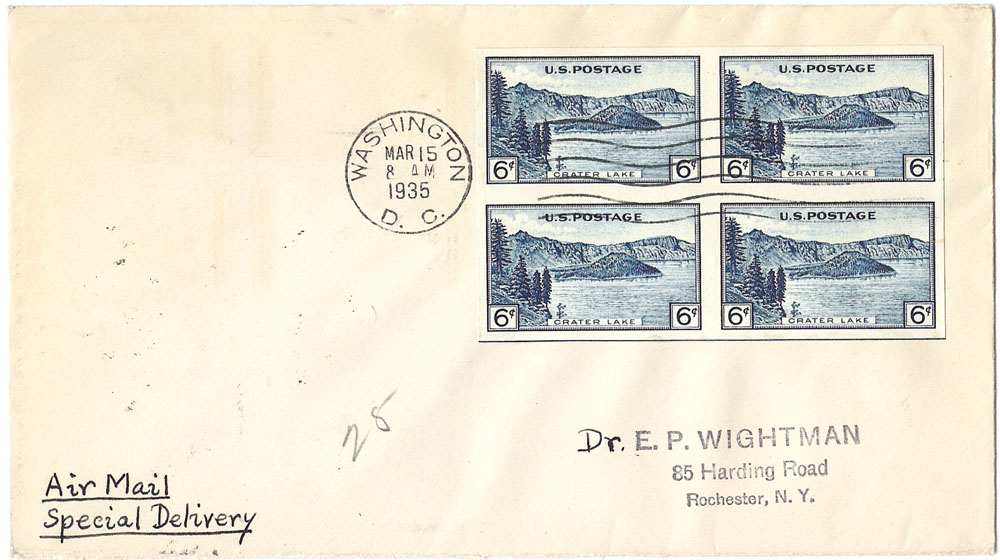 WASHINGTON
MAR 15
8 AM
1935
D. C.
U.S.POSTAGE
6¢ CRATER LAKE 6¢
U.S.POSTAGE
6¢ CRATER LAKE 6¢
U.S.POSTAGE
6¢ CRATER LAKE 6¢
U.S.POSTAGE
6¢ CRATER LAKE 6¢
28
Dr. E. P. WIGHTMAN
85 Harding Road
Rochester, N. Y.
Air Mail
Special Delivery